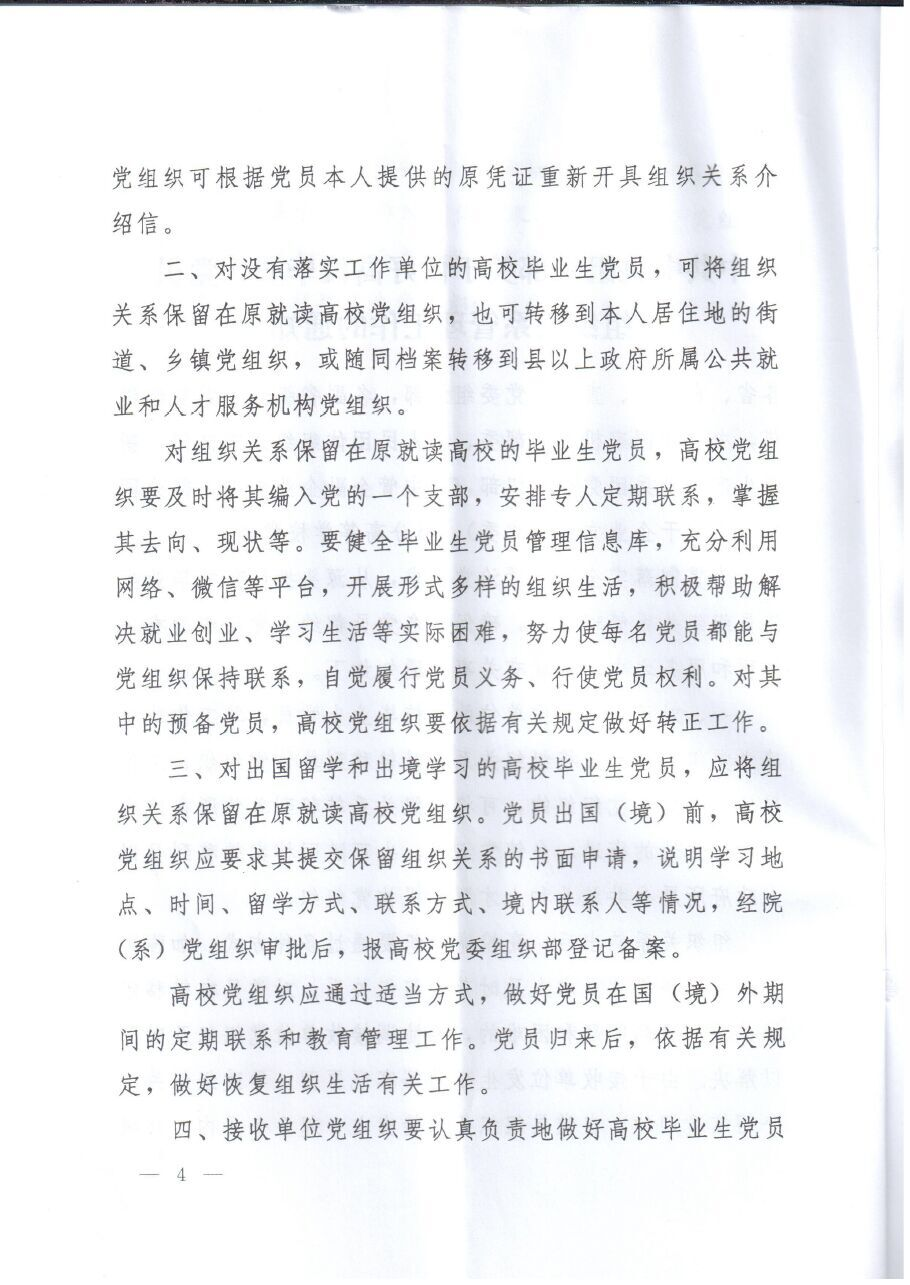 党组织可根据党员本人提供的原凭证重新开具组织关系介
绍信。
二、对没有落实工作单位的高校毕业生党员，可将组织
关系保留在原就读高校党组织，也可转移到本人居住地的街
道、乡镇党组织，或随同档案转移到县以上政府所属公共就
业和人才服务机构党组织。
对组织关系保留在原就读高校的毕业生党员，高校党组
织要及时将其编入党的一个支部，安排专人定期联系，掌握
其去向、现状等。要健全毕业生党员管理信息库，充分利用
网络、微信等平台，开展形式多样的组织生活，积极帮助解
决就业创业、学习生活等实际困难，努力使每名党员都能与
党组织保持联系，自觉履行党员义务、行使党员权利。对其
中的预备党员，高校党组织要依据有关规定做好转正工作。
三、对出国留学和出境学习的高校毕业生党员，应将组
织关系保留在原就读高校党组织。党员出国（境）前，高校
党组织应要求其提交保留组织关系的书面申请，说明学习地
点、时间、留学方式、联系方式、境内联系人等情况，经院
（系）党组织审批后，报高校党委组织部登记备案。
高校党组织应通过适当方式，做好党员在国（境）外期
间的定期联系和教育管理工作。党员归来后，依据有关规
定，做好恢复组织生活有关工作。
四、接收单位党组织要认真负责地做好高校毕业生党员
— 4 —